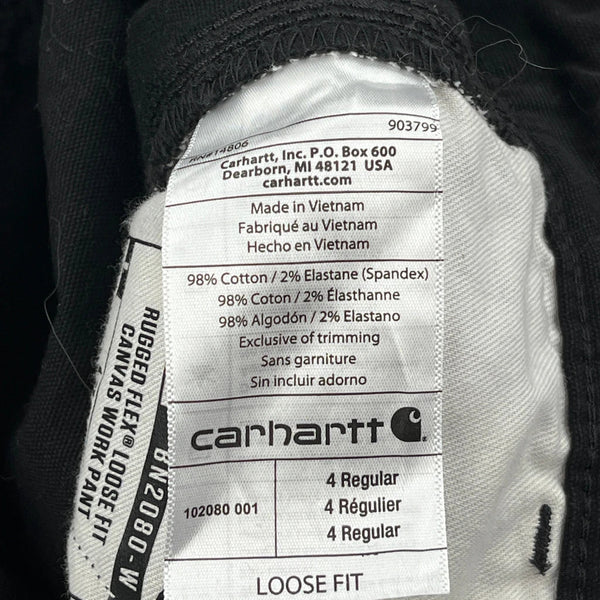 RN#14806
903799
Carhartt, Inc. P.O. Box 600
Dearborn, MI 48121 USA
carhartt.com
Made in Vietnam
Fabriqué au Vietnam
Hecho en Vietnam
98% Cotton / 2% Elastane (Spandex)
98% Coton / 2% Élasthanne
98% Algodón / 2% Elastano
Exclusive of trimming
Sans garniture
Sin incluir adorno
carhartt
102080 001
4 Regular
4 Régulier
4 Regular
LOOSE FIT
RUGGED FLEX® LOOSE FIT
CANVAS WORK PANT
BN2080-W